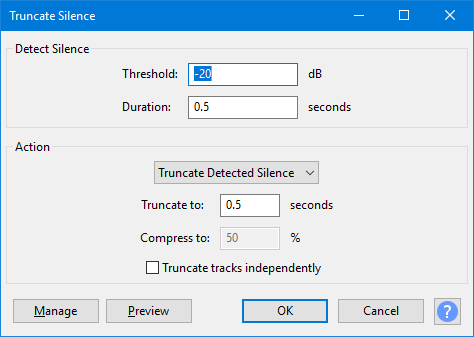 Truncate Silence
Detect Silence
Threshold: -20 dB
Duration: 0.5 seconds
Action
Truncate Detected Silence
Truncate to: 0.5 seconds
Compress to: 50 %
Truncate tracks independently
Manage Preview OK Cancel ?